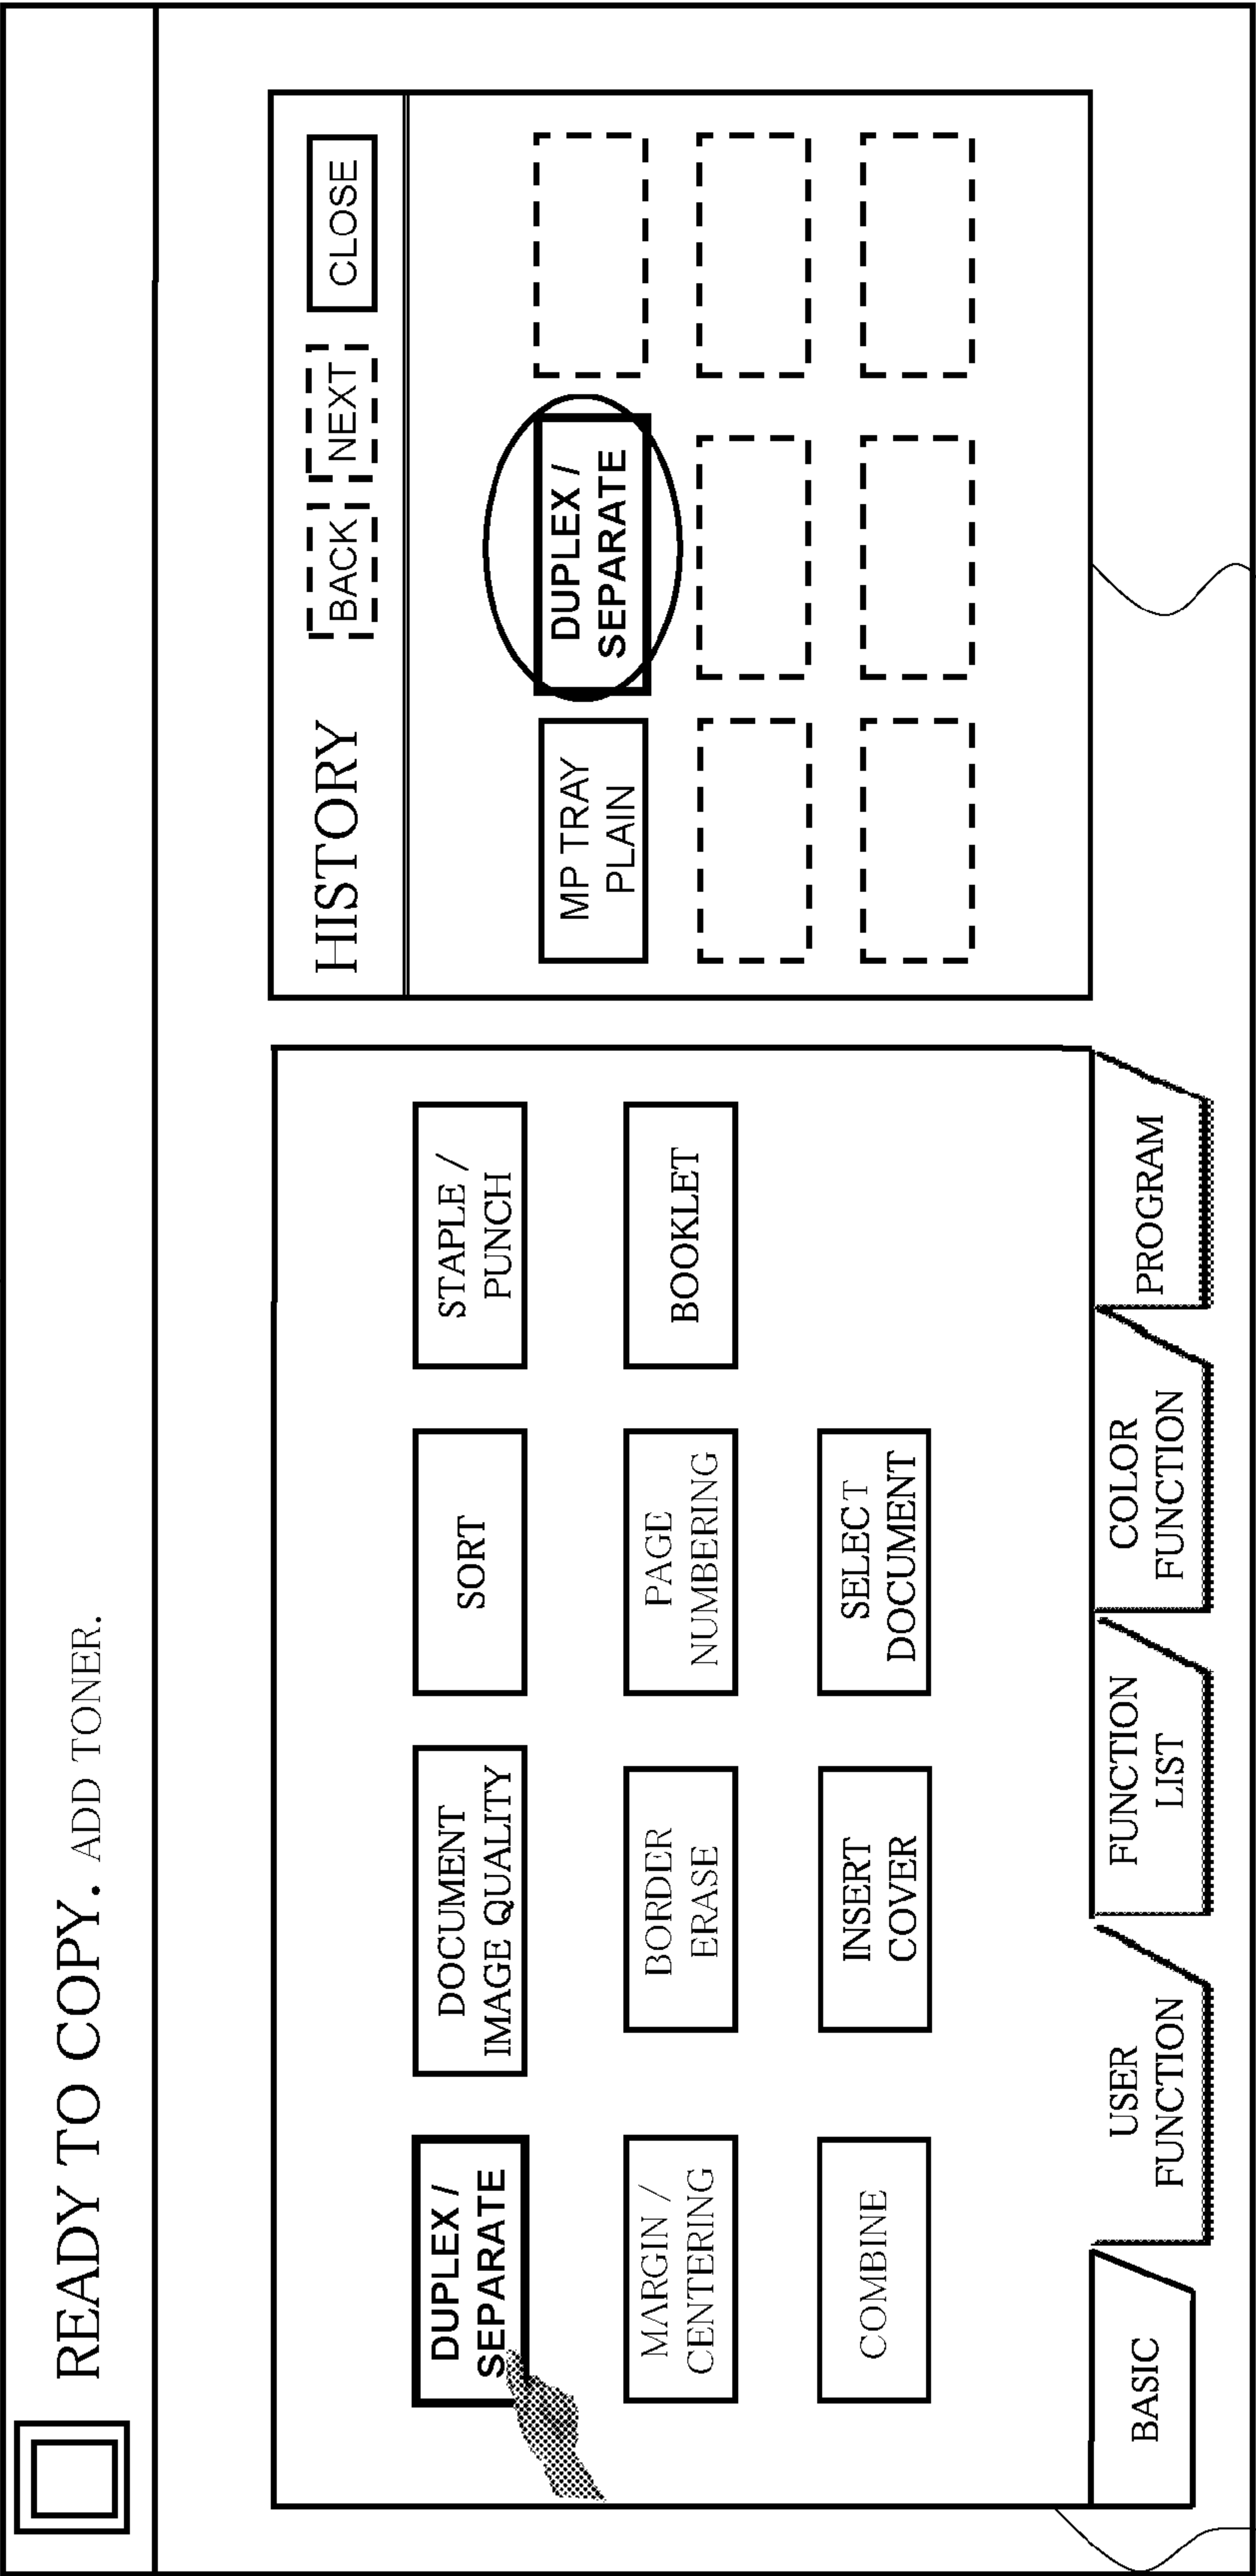 READY TO COPY. ADD TONER.
DUPLEX /
SEPARATE
DOCUMENT
IMAGE QUALITY
SORT
STAPLE /
PUNCH
MARGIN /
CENTERING
BORDER
ERASE
PAGE
NUMBERING
BOOKLET
COMBINE
INSERT
COVER
SELECT
DOCUMENT
BASIC
USER
FUNCTION
FUNCTION
LIST
COLOR
FUNCTION
PROGRAM
HISTORY
BACK
NEXT
CLOSE
MP TRAY
PLAIN
DUPLEX /
SEPARATE